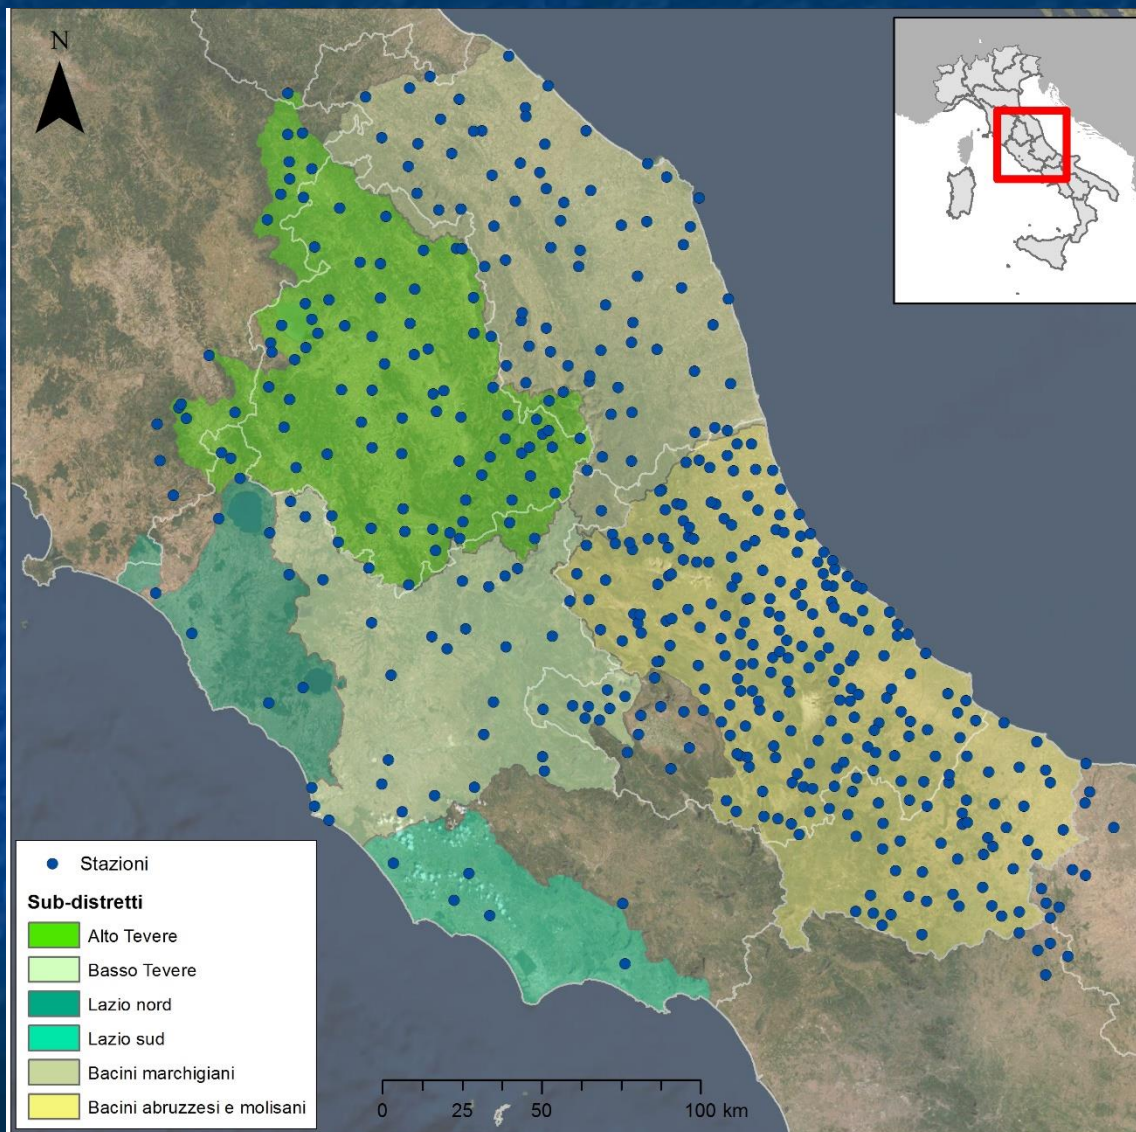 N
Stazioni
Sub-distretti
Alto Tevere
Basso Tevere
Lazio nord
Lazio sud
Bacini marchigiani
Bacini abruzzesi e molisani
0 25 50 100 km